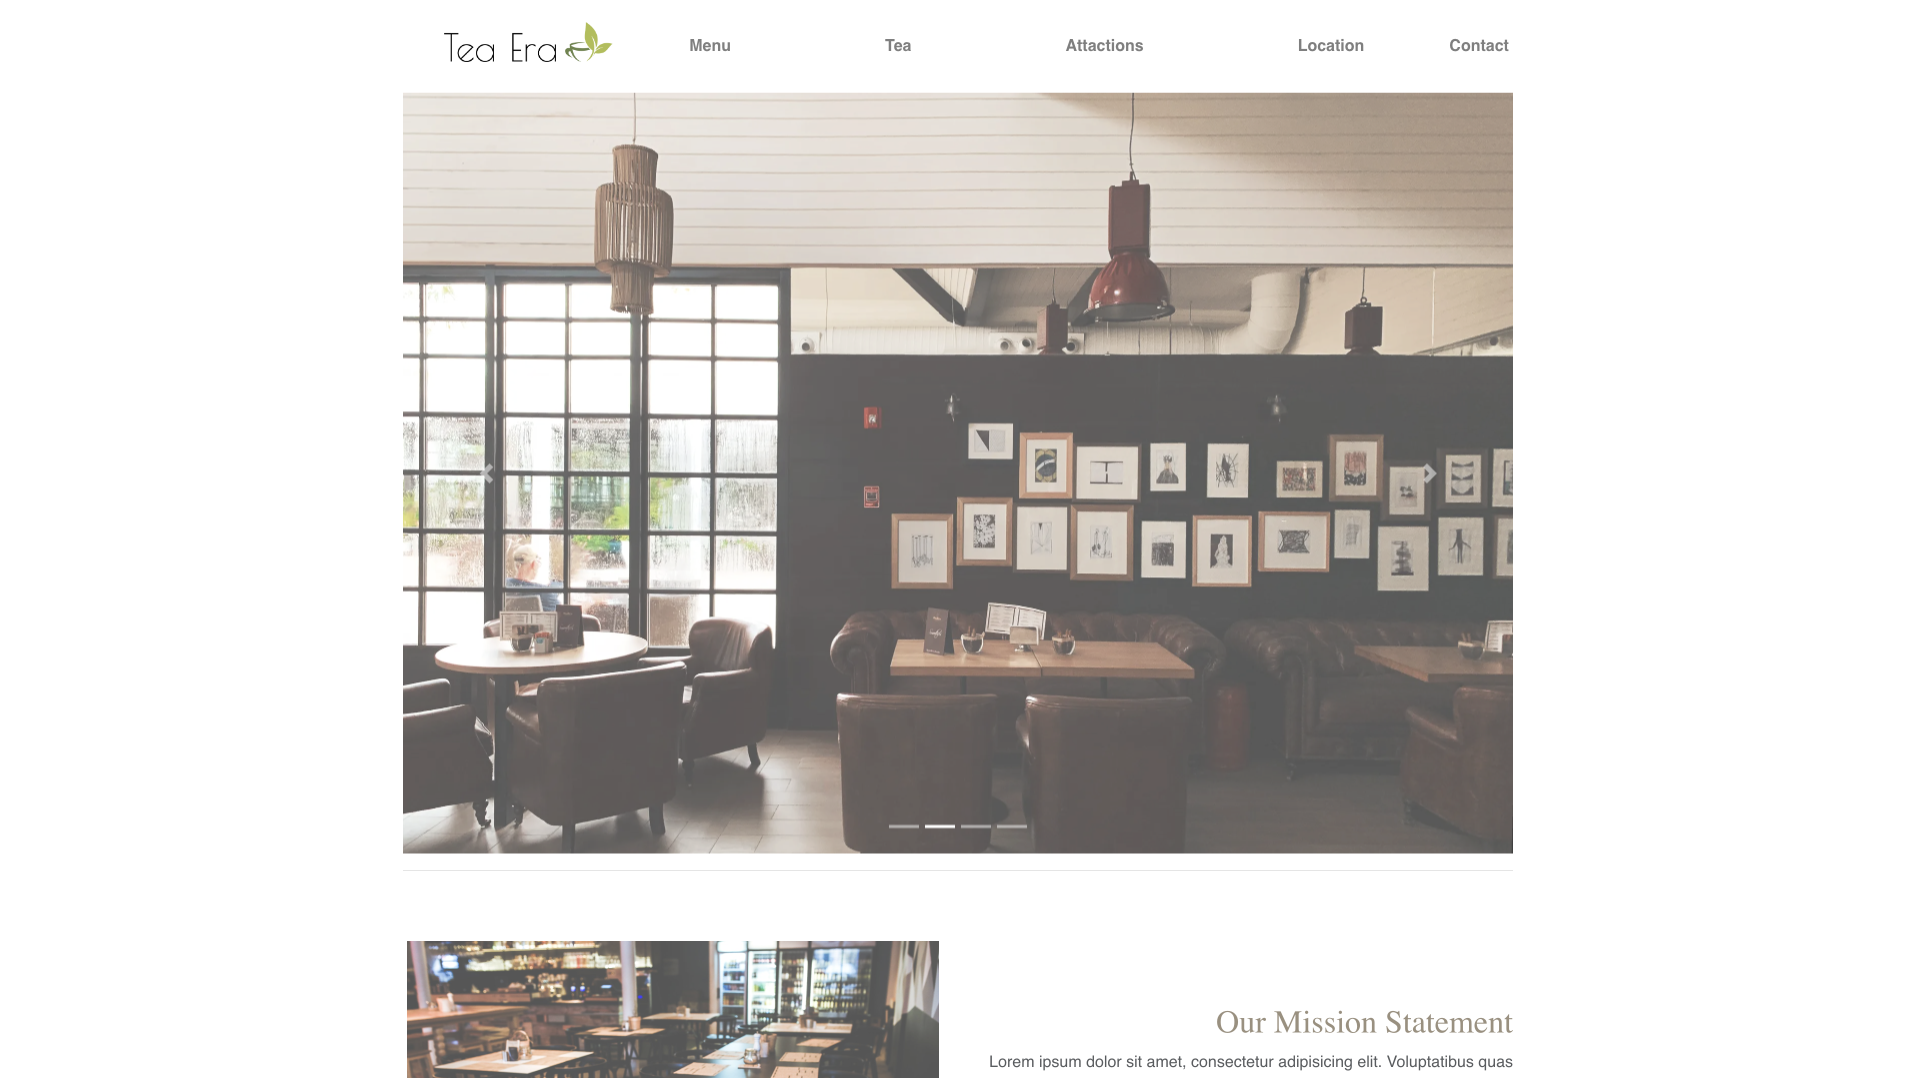 Tea Era
Menu
Tea
Attactions
Location
Contact
Our Mission Statement
Lorem ipsum dolor sit amet, consectetur adipisicing elit. Voluptatibus quas